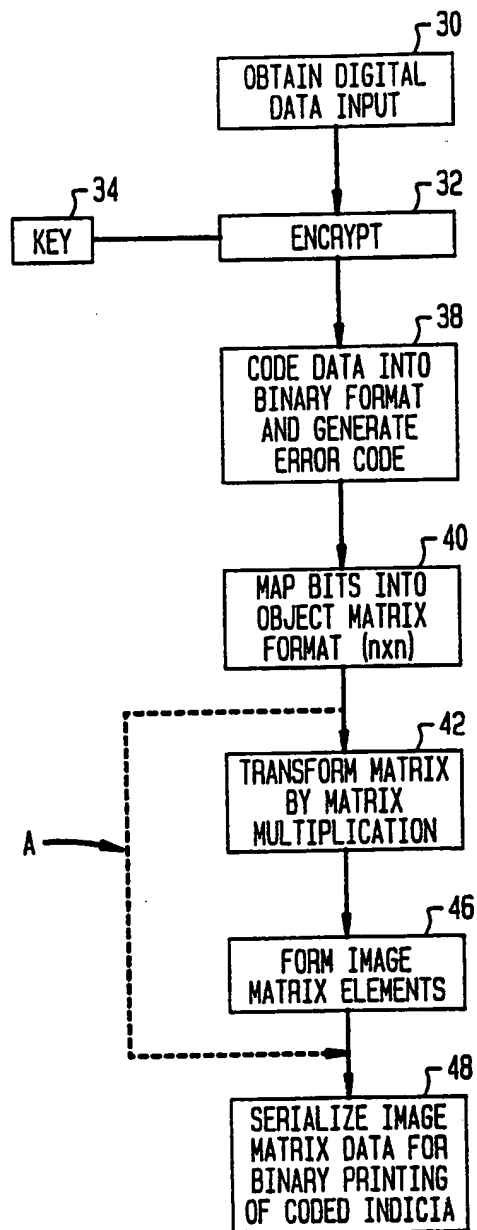 30
OBTAIN DIGITAL
DATA INPUT
34
32
KEY
ENCRYPT
38
CODE DATA INTO
BINARY FORMAT
AND GENERATE
ERROR CODE
40
MAP BITS INTO
OBJECT MATRIX
FORMAT (nxn)
42
TRANSFORM MATRIX
BY MATRIX
MULTIPLICATION
A
46
FORM IMAGE
MATRIX ELEMENTS
48
SERIALIZE IMAGE
MATRIX DATA FOR
BINARY PRINTING
OF CODED INDICIA